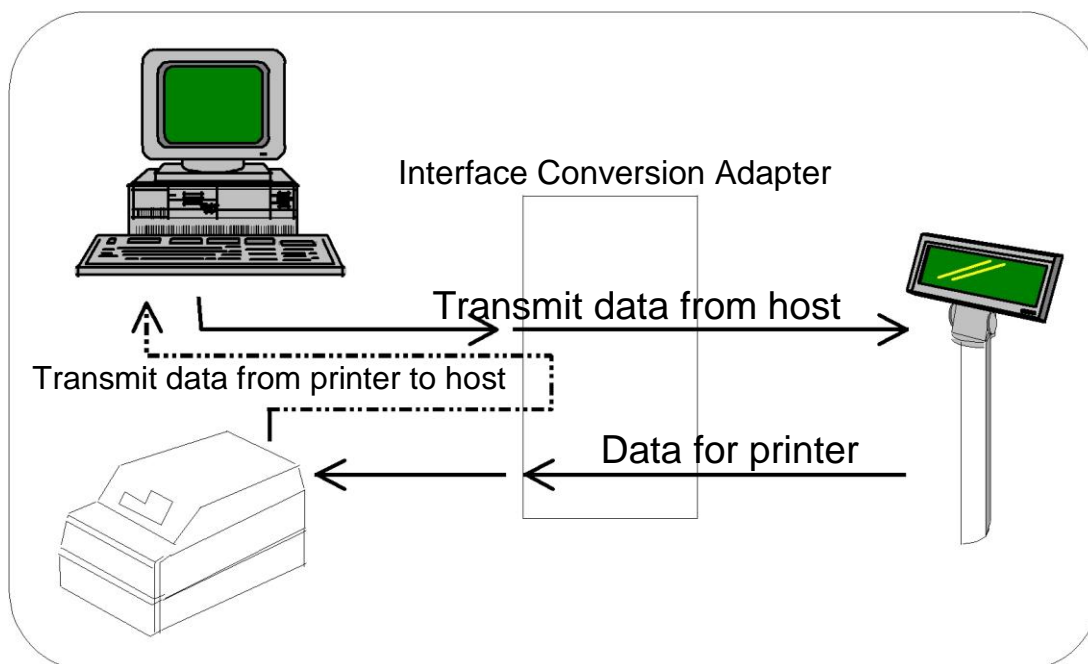 Interface Conversion Adapter
Transmit data from host
Transmit data from printer to host
Data for printer